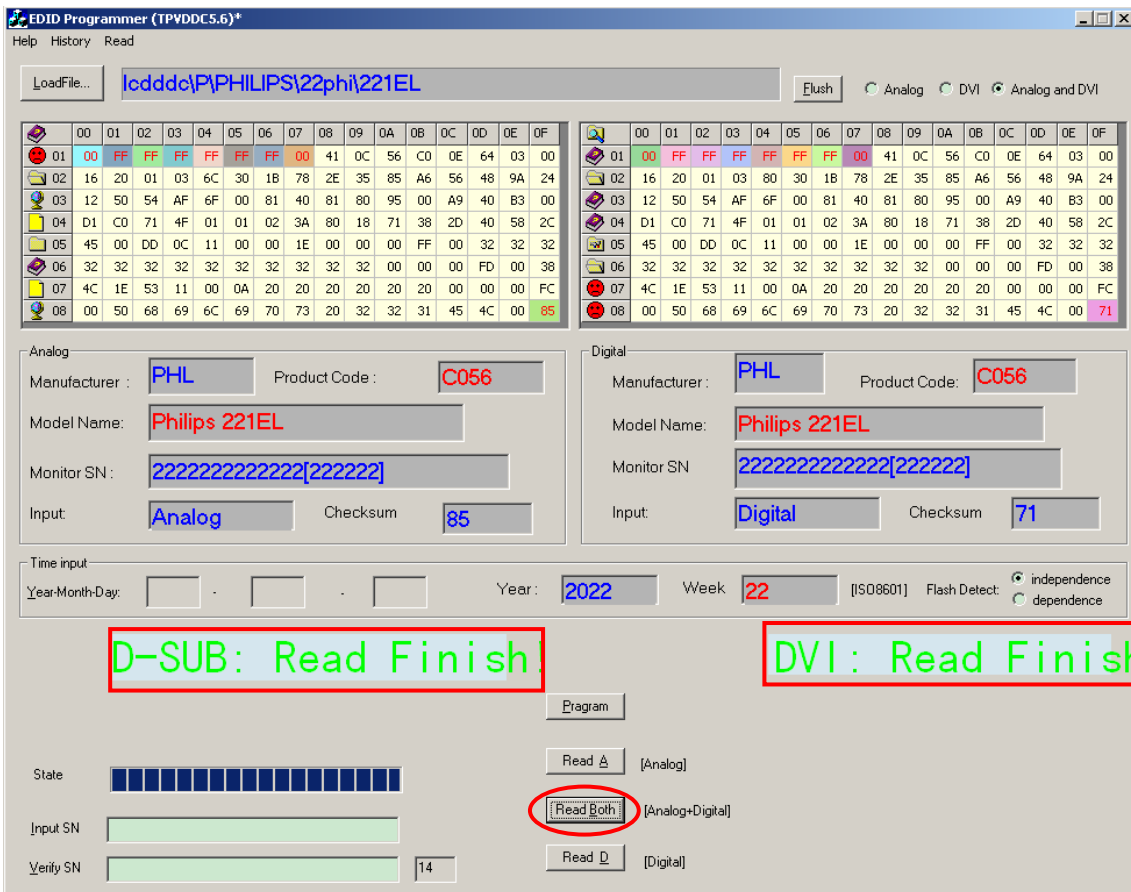 EDID Programmer (TPVDDC5.6)*
Help History Read
LoadFile... lcdddc\P\PHILIPS\22phi\221EL Flush Analog DVI Analog and DVI
00 01 02 03 04 05 06 07 08 09 0A 0B 0C 0D 0E 0F
01 00 FF FF FF FF FF FF 00 41 0C 56 C0 0E 64 03 00
02 16 20 01 03 6C 30 1B 78 2E 35 85 A6 56 48 9A 24
03 12 50 54 AF 6F 00 81 40 81 80 95 00 A9 40 B3 00
04 D1 C0 71 4F 01 01 02 3A 80 18 71 38 2D 40 58 2C
05 45 00 DD 0C 11 00 00 1E 00 00 00 FF 00 32 32 32
06 32 32 32 32 32 32 32 32 32 32 00 00 00 FD 00 38
07 4C 1E 53 11 00 0A 20 20 20 20 20 20 00 00 00 FC
08 00 50 68 69 6C 69 70 73 20 32 32 31 45 4C 00 85
00 01 02 03 04 05 06 07 08 09 0A 0B 0C 0D 0E 0F
01 00 FF FF FF FF FF FF 00 41 0C 56 C0 0E 64 03 00
02 16 20 01 03 80 30 1B 78 2E 35 85 A6 56 48 9A 24
03 12 50 54 AF 6F 00 81 40 81 80 95 00 A9 40 B3 00
04 D1 C0 71 4F 01 01 02 3A 80 18 71 38 2D 40 58 2C
05 45 00 DD 0C 11 00 00 1E 00 00 00 FF 00 32 32 32
06 32 32 32 32 32 32 32 32 32 32 00 00 00 FD 00 38
07 4C 1E 53 11 00 0A 20 20 20 20 20 20 00 00 00 FC
08 00 50 68 69 6C 69 70 73 20 32 32 31 45 4C 00 71
Analog
Manufacturer : PHL Product Code : C056
Model Name: Philips 221EL
Monitor SN : 2222222222222[222222]
Input: Analog Checksum 85
Digital
Manufacturer : PHL Product Code: C056
Model Name: Philips 221EL
Monitor SN 2222222222222[222222]
Input: Digital Checksum 71
Time input
Year-Month-Day: - - Year : 2022 Week 22 [ISO8601] Flash Detect: independence
dependence
D-SUB: Read Finish!
DVI: Read Finish
Pragram
Read A [Analog]
State
Read Both [Analog+Digital]
Input SN
Read D [Digital]
Verify SN 14